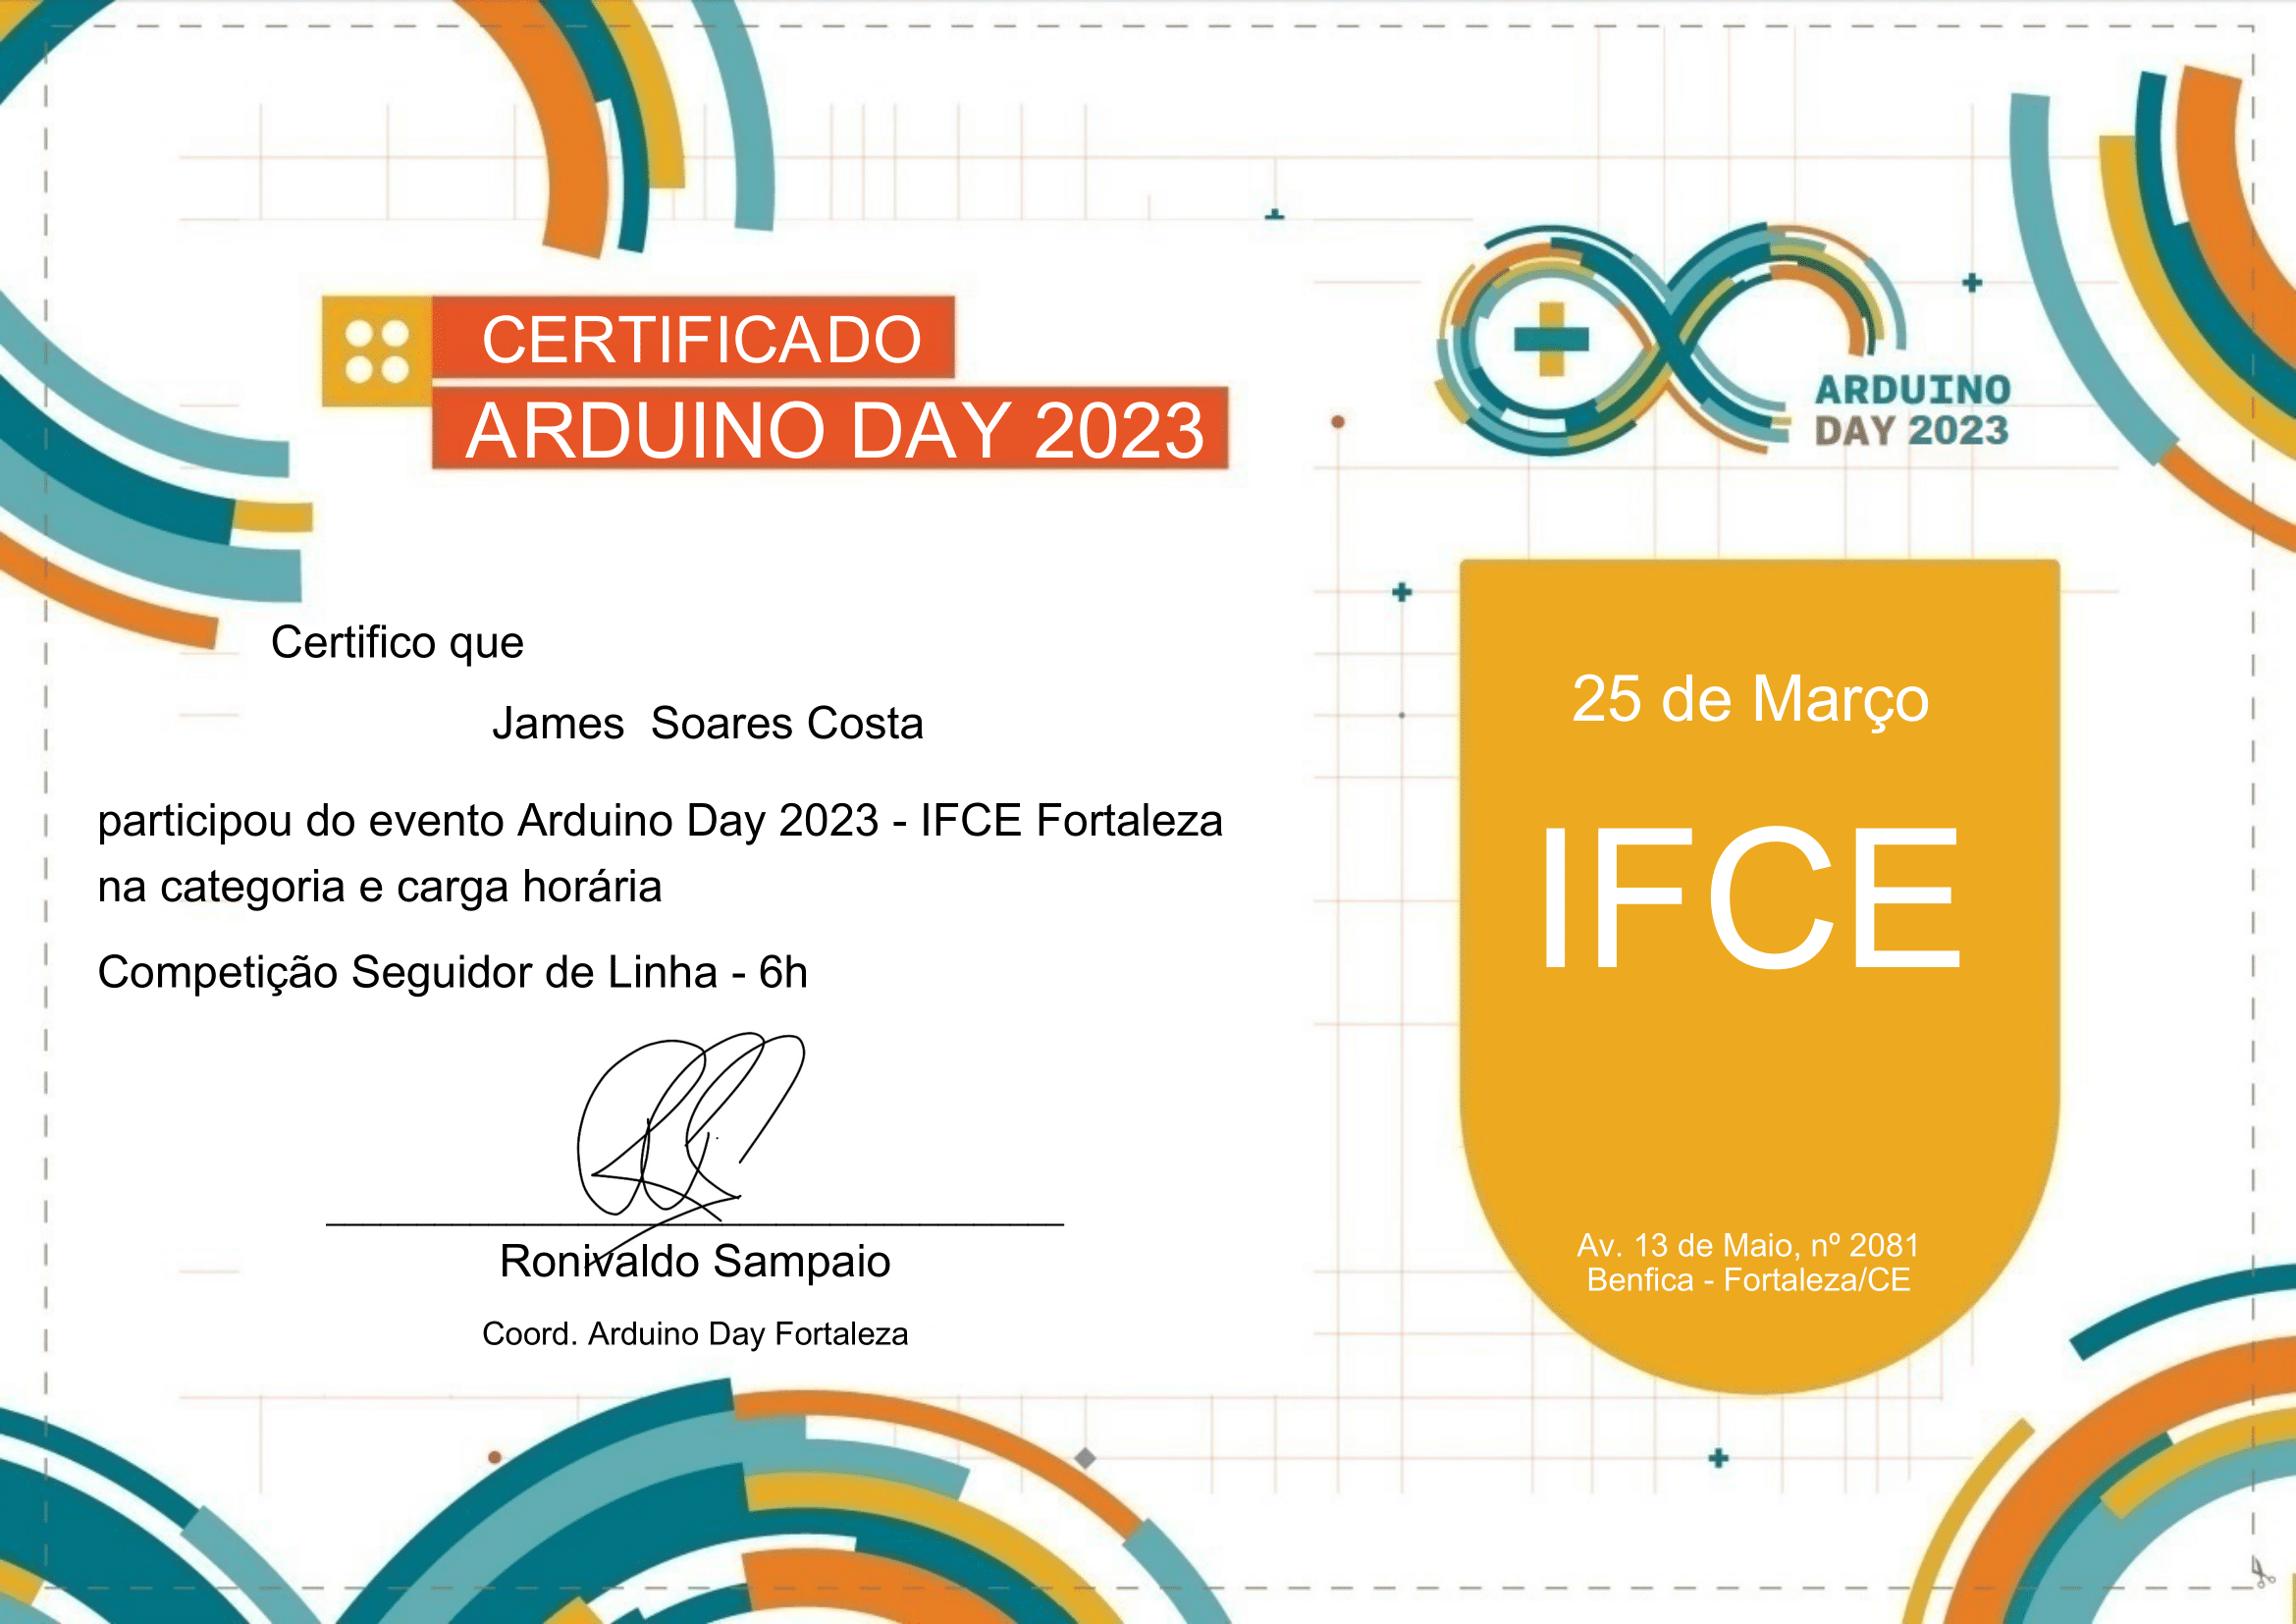 CERTIFICADO
ARDUINO DAY 2023
ARDUINO
DAY 2023
Certifico que
James  Soares Costa
participou do evento Arduino Day 2023 - IFCE Fortaleza
na categoria e carga horária
Competição Seguidor de Linha - 6h
Ronivaldo Sampaio
Coord. Arduino Day Fortaleza
25 de Março
IFCE
Av. 13 de Maio, nº 2081
Benfica - Fortaleza/CE